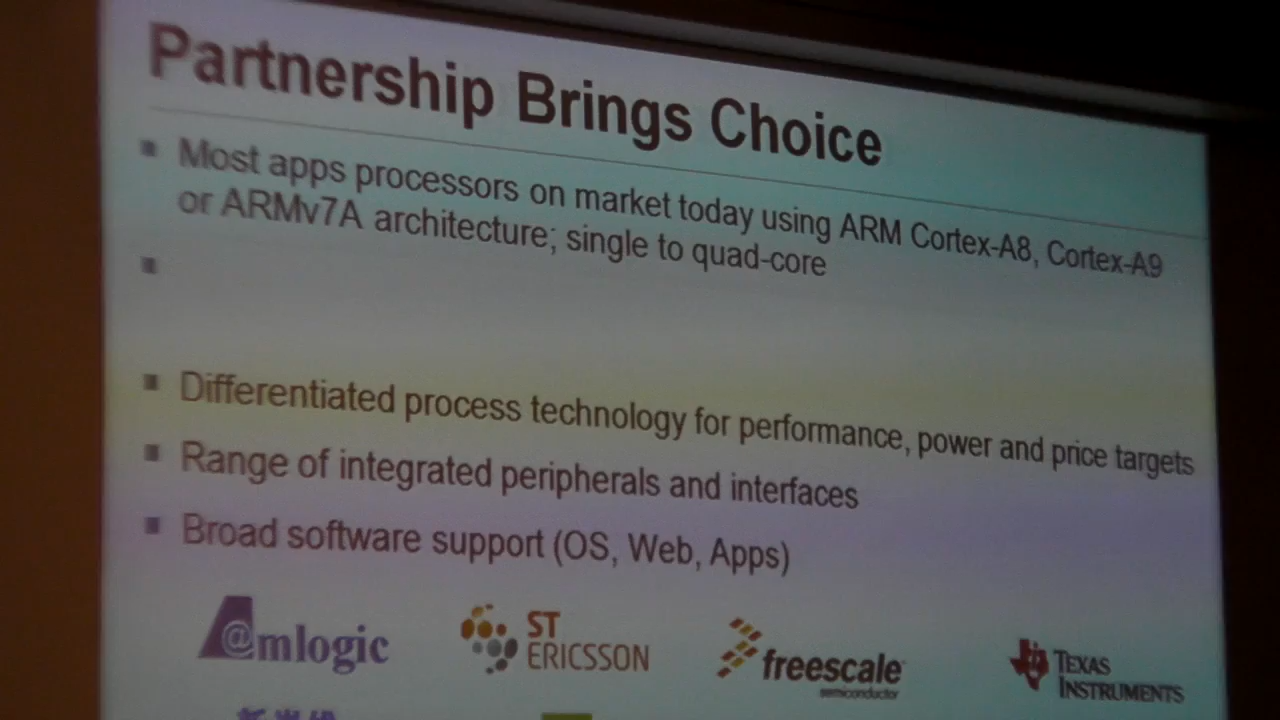 Partnership Brings Choice
Most apps processors on market today using ARM Cortex-A8, Cortex-A9
or ARMv7A architecture; single to quad-core
Differentiated process technology for performance, power and price targets
Range of integrated peripherals and interfaces
Broad software support (OS, Web, Apps)
@mlogic
ST
ERICSSON
freescale
semiconductor
TEXAS
INSTRUMENTS